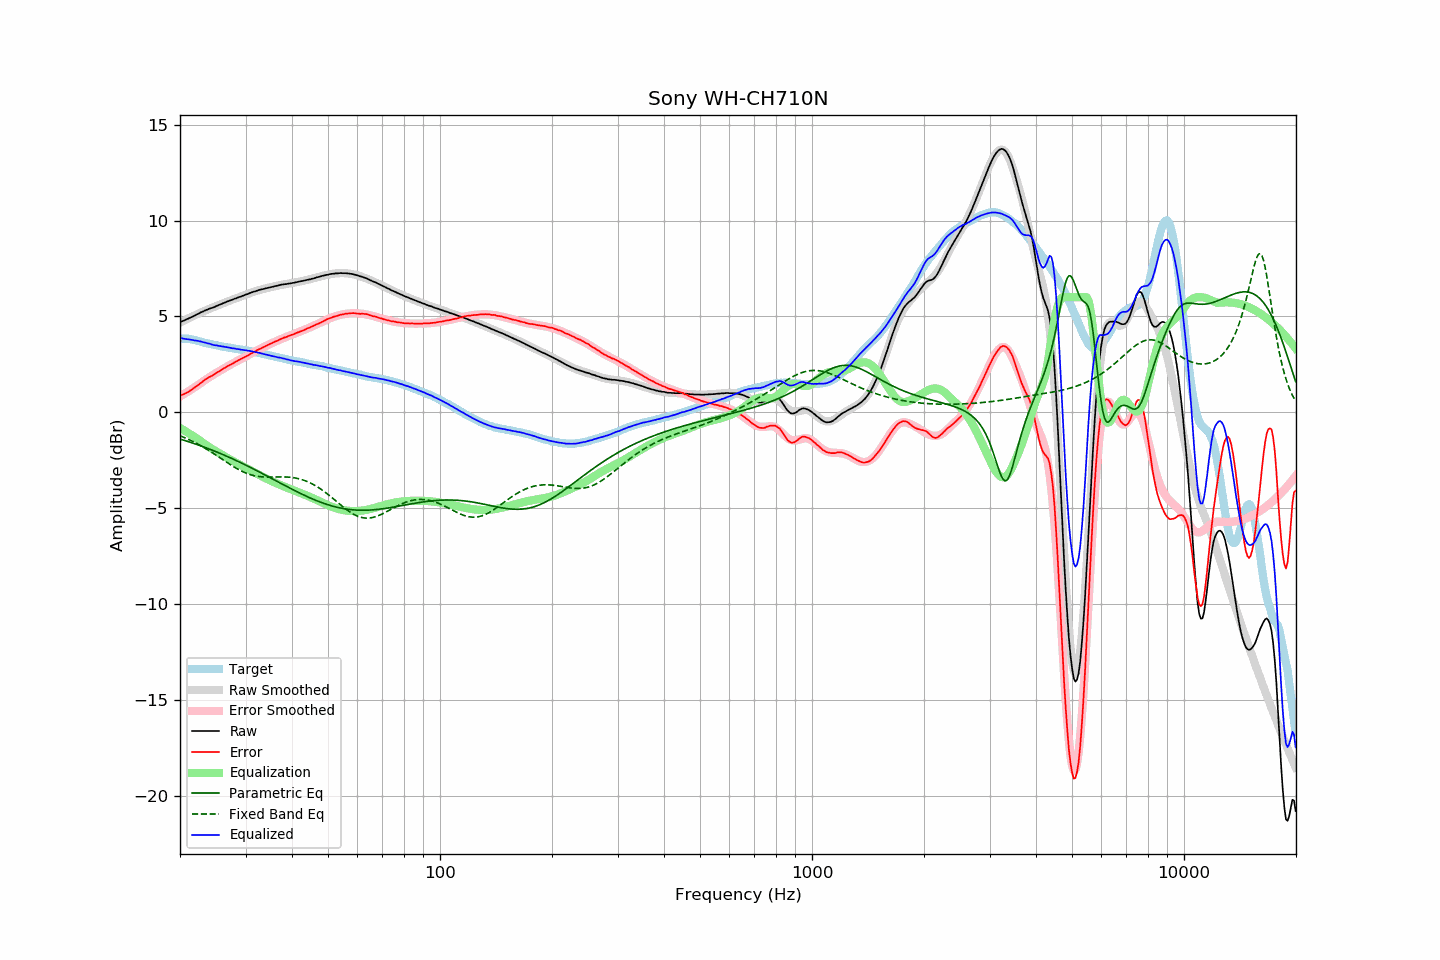 Sony WH-CH710N
15
10
5
0
−5
−10
−15
−20
Amplitude (dBr)
Target
Raw Smoothed
Error Smoothed
Raw
Error
Equalization
Parametric Eq
Fixed Band Eq
Equalized
100
1000
10000
Frequency (Hz)